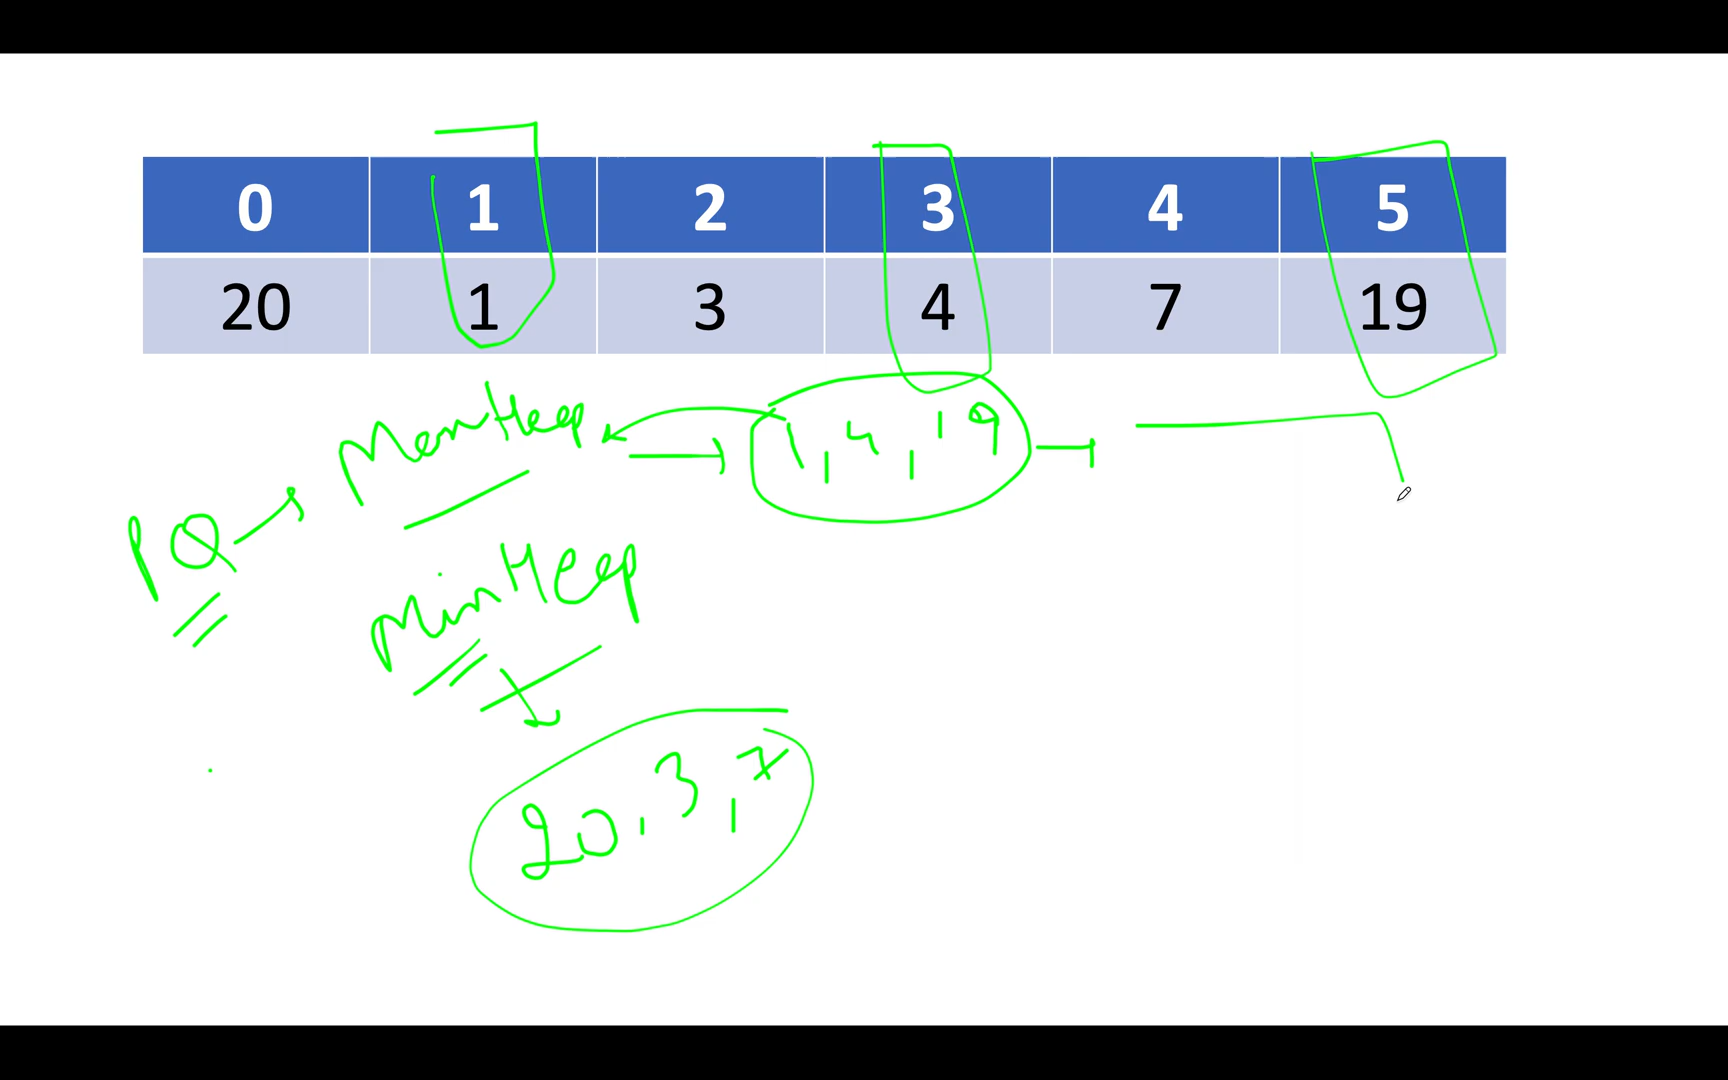 0 1 2 3 4 5
20 1 3 4 7 19
MaxHeap 1, 4, 19
PQ
MinHeap
20, 3, 7